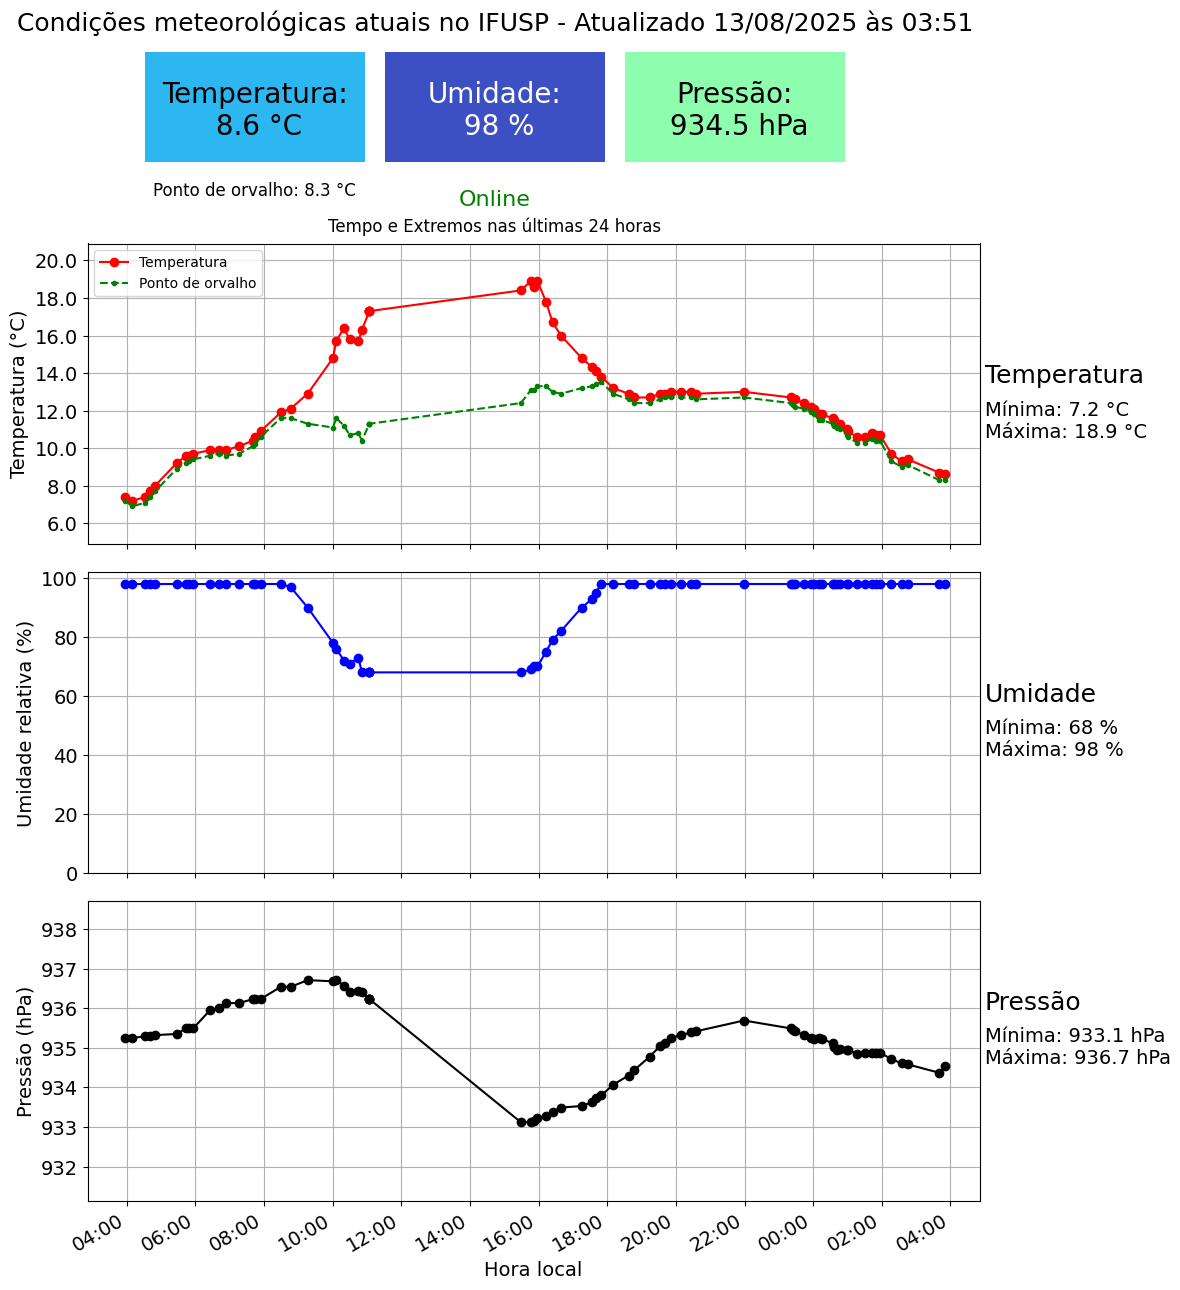 Condições meteorológicas atuais no IFUSP - Atualizado 13/08/2025 às 03:51
Temperatura:
8.6 °C
Umidade:
98 %
Pressão:
934.5 hPa
Ponto de orvalho: 8.3 °C
Online
Tempo e Extremos nas últimas 24 horas
Temperatura (°C)
20.0
18.0
16.0
14.0
12.0
10.0
8.0
6.0
Temperatura
Ponto de orvalho
Temperatura
Mínima: 7.2 °C
Máxima: 18.9 °C
Umidade relativa (%)
100
80
60
40
20
0
Umidade
Mínima: 68 %
Máxima: 98 %
Pressão (hPa)
938
937
936
935
934
933
932
Pressão
Mínima: 933.1 hPa
Máxima: 936.7 hPa
04:00 06:00 08:00 10:00 12:00 14:00 16:00 18:00 20:00 22:00 00:00 02:00 04:00
Hora local